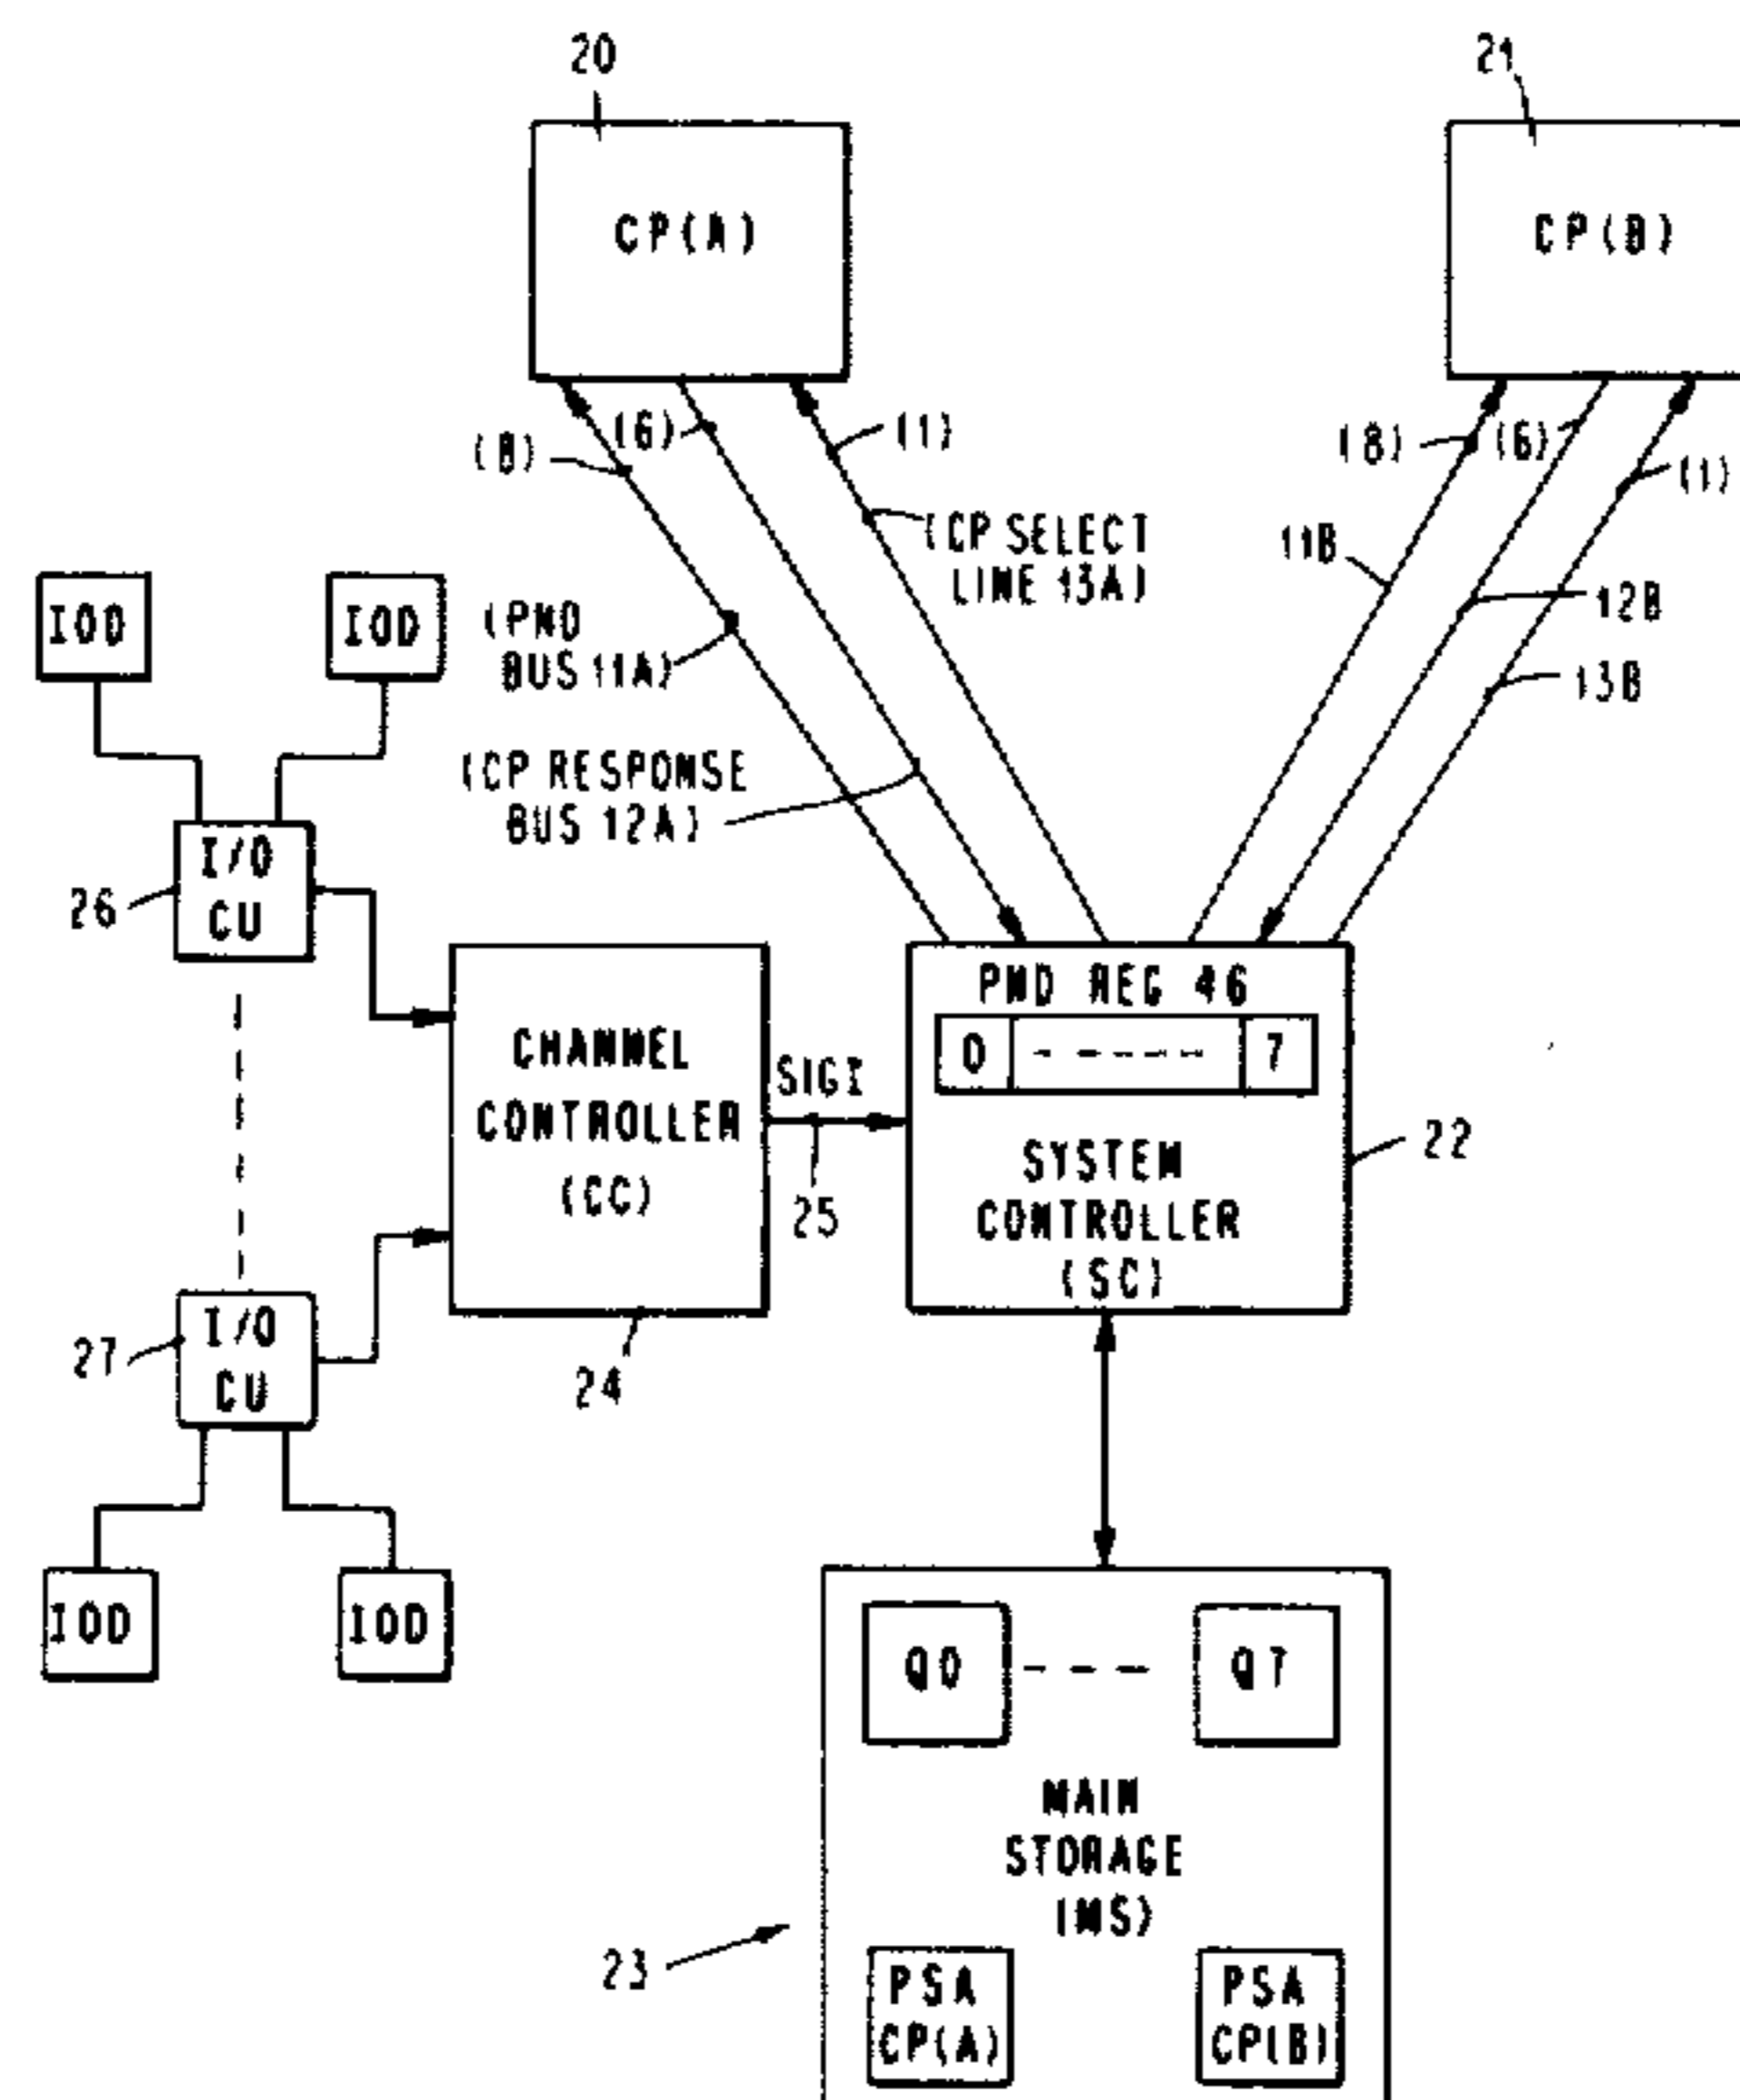 20
21
CP(A)
CP(B)
(8)
(6)
(1)
(8)
(6)
(1)
(CP SELECT
LINE 13A)
11B
12B
13B
IOD
IOD
(PND
BUS 11A)
(CP RESPONSE
BUS 12A)
I/O
CU
26
PND REG 46
0
7
CHANNEL
CONTROLLER
(CC)
SIGI
25
SYSTEM
CONTROLLER
(SC)
22
I/O
CU
27
24
IOD
IOD
Q0
Q7
MAIN
STORAGE
(MS)
23
PSA
CP(A)
PSA
CP(B)